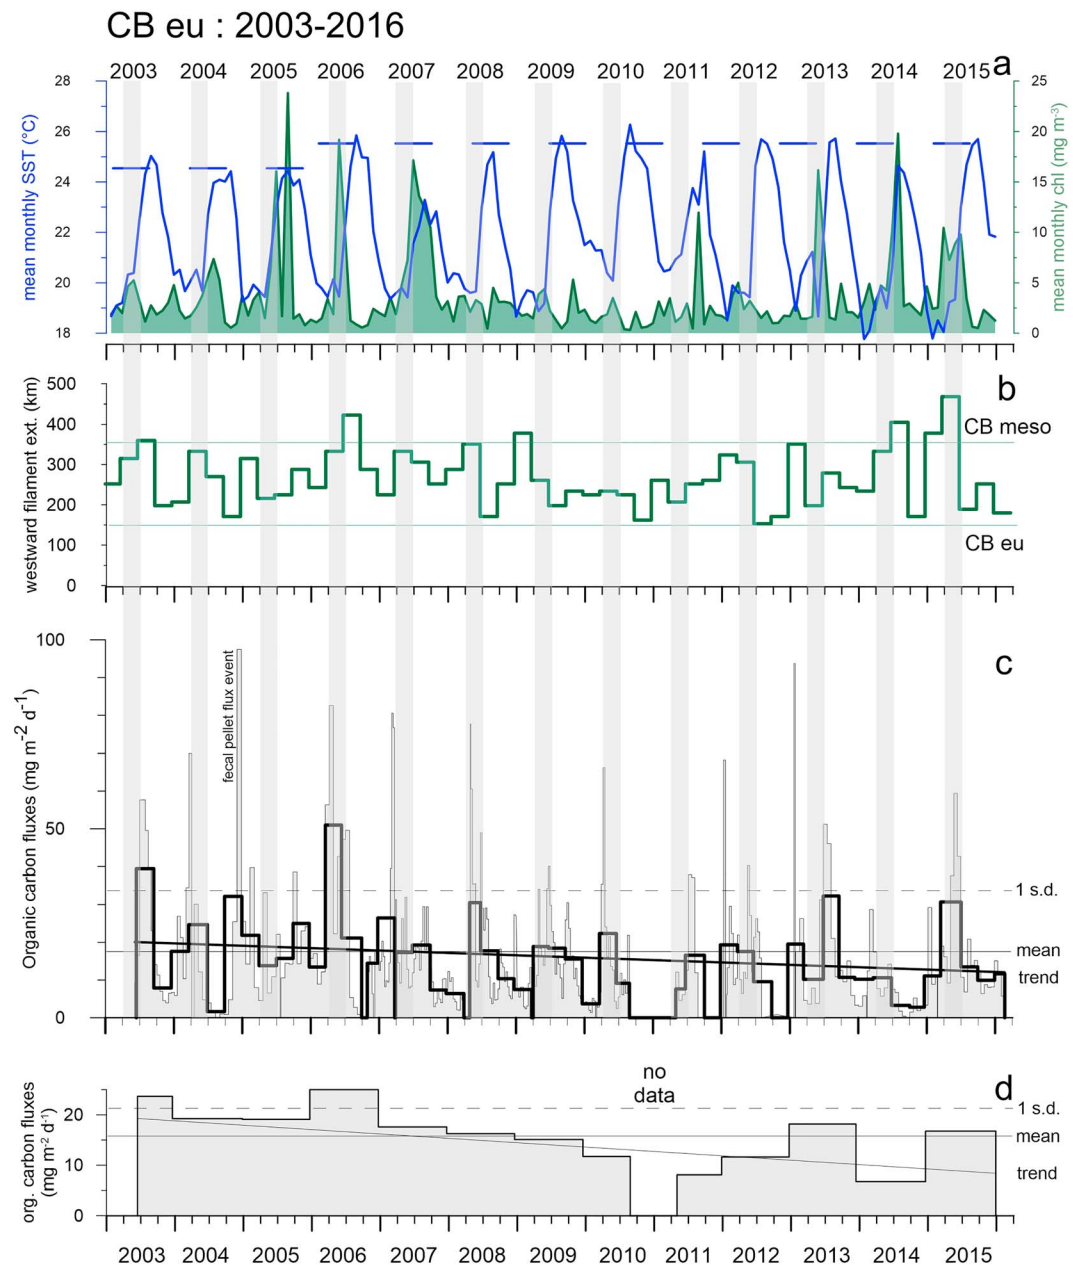 CB eu : 2003-2016
2003 2004 2005 2006 2007 2008 2009 2010 2011 2012 2013 2014 2015
a
mean monthly SST (°C)
28
26
24
22
20
18
25
20
15
10
5
0
mean monthly chl (mg m-3)
b
westward filament ext. (km)
500
400
300
200
100
0
CB meso
CB eu
c
Organic carbon fluxes (mg m-2 d-1)
100
50
0
fecal pellet flux event
1 s.d.
mean
trend
d
org. carbon fluxes
(mg m-2 d-1)
20
10
0
no
data
1 s.d.
mean
trend
2003 2004 2005 2006 2007 2008 2009 2010 2011 2012 2013 2014 2015